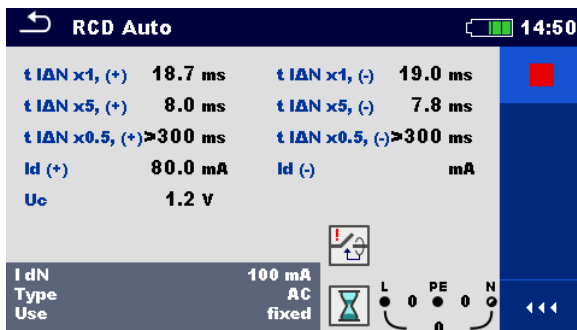 RCD Auto 14:50
t IΔN x1, (+) 18.7 ms t IΔN x1, (-) 19.0 ms
t IΔN x5, (+) 8.0 ms t IΔN x5, (-) 7.8 ms
t IΔN x0.5, (+) >300 ms t IΔN x0.5, (-) >300 ms
Id (+) 80.0 mA Id (-) mA
Uc 1.2 V
I dN 100 mA
Type AC
Use fixed
L PE N
0 0
0